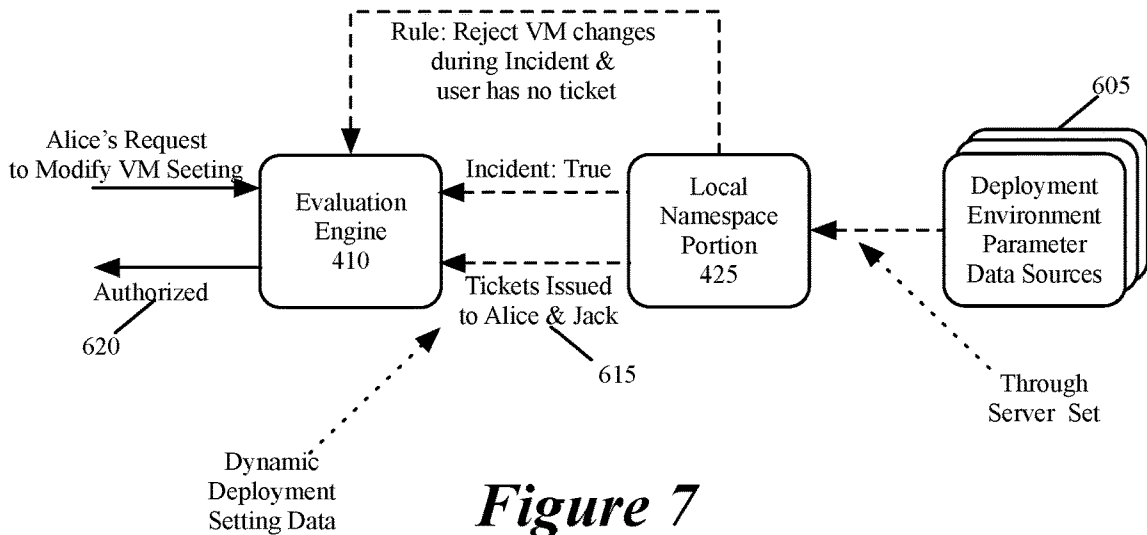 Rule: Reject VM changes
during Incident &
user has no ticket
605
Alice's Request
to Modify VM Seeting
Incident: True
Evaluation
Engine
410
Local
Namespace
Portion
425
Deployment
Environment
Parameter
Data Sources
Authorized
Tickets Issued
to Alice & Jack
620
615
Through
Server Set
Dynamic
Deployment
Setting Data
Figure 7